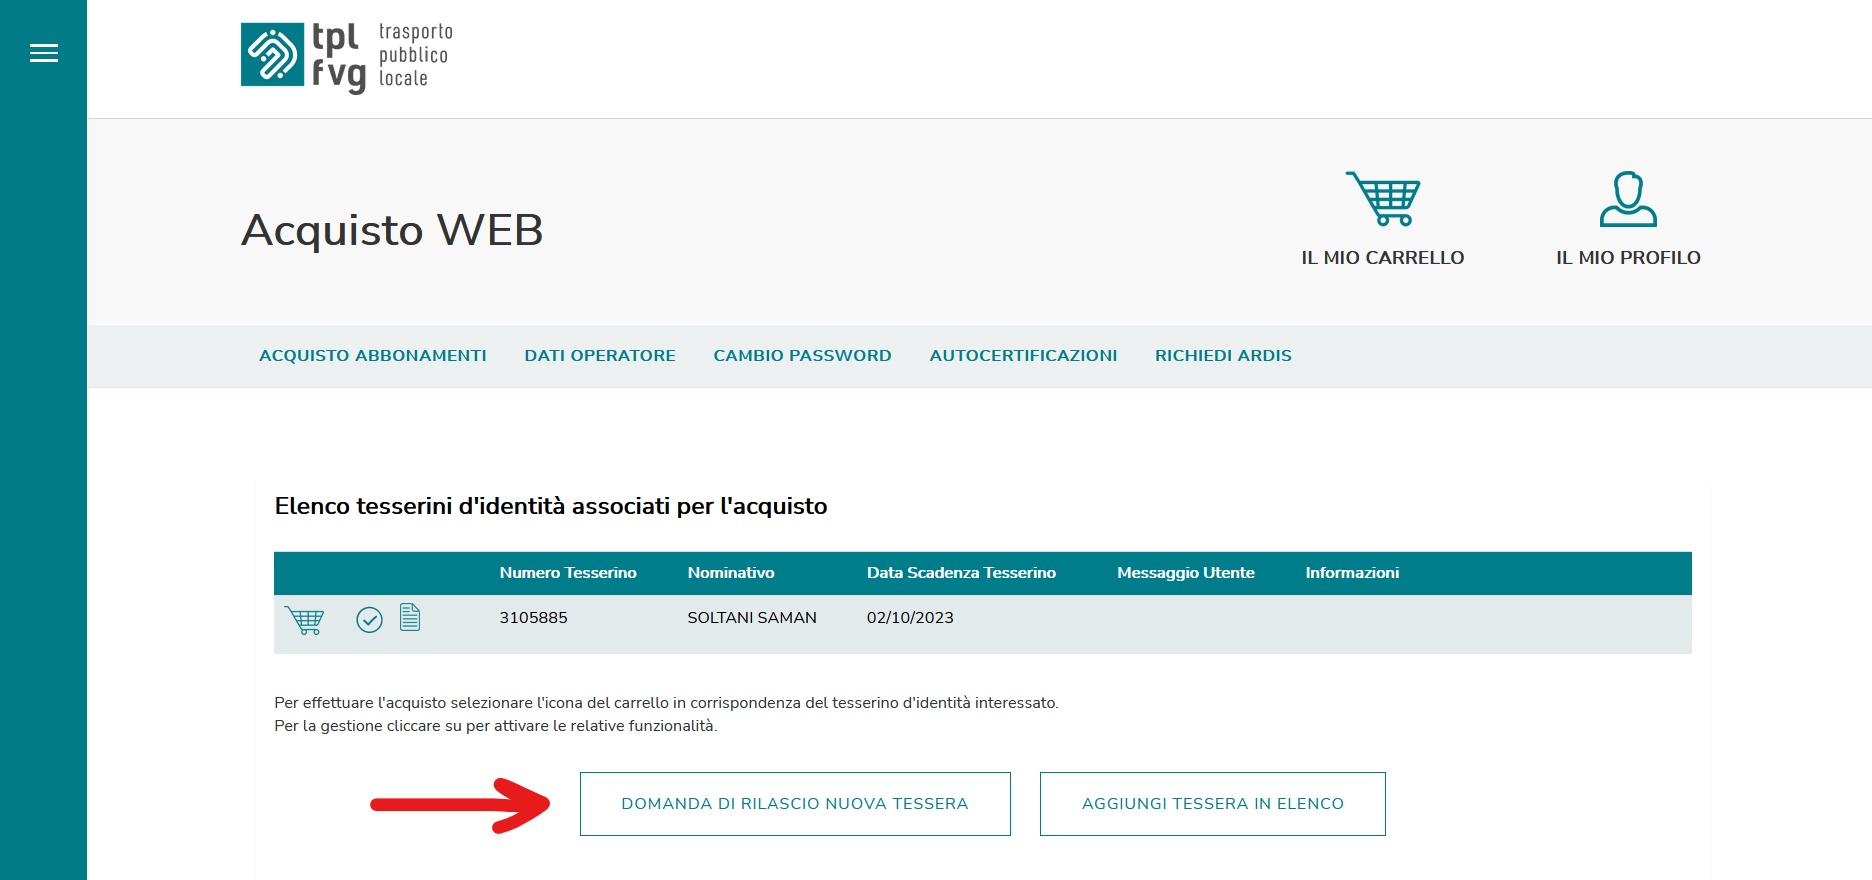 tpl
fvg
trasporto
pubblico
locale
Acquisto WEB
IL MIO CARRELLO
IL MIO PROFILO
ACQUISTO ABBONAMENTI DATI OPERATORE CAMBIO PASSWORD AUTOCERTIFICAZIONI RICHIEDI ARDIS
Elenco tesserini d'identità associati per l'acquisto
Numero Tesserino Nominativo Data Scadenza Tesserino Messaggio Utente Informazioni
3105885 SOLTANI SAMAN 02/10/2023
Per effettuare l'acquisto selezionare l'icona del carrello in corrispondenza del tesserino d'identità interessato.
Per la gestione cliccare su per attivare le relative funzionalità.
DOMANDA DI RILASCIO NUOVA TESSERA
AGGIUNGI TESSERA IN ELENCO